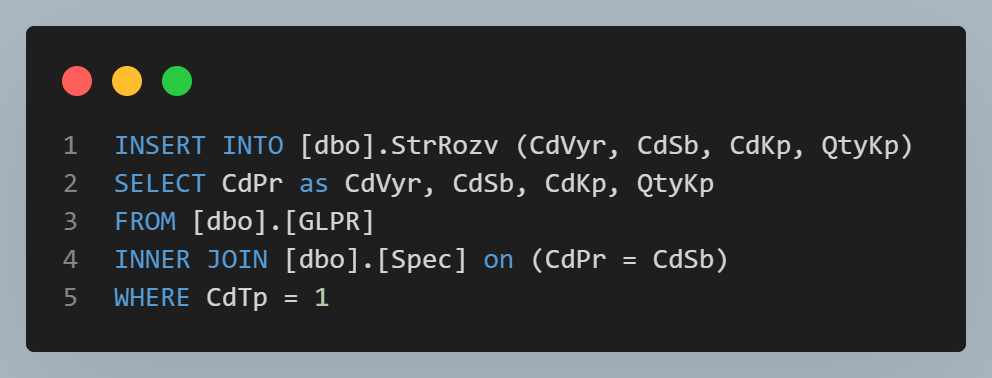 1 INSERT INTO [dbo].StrRozv (CdVyr, CdSb, CdKp, QtyKp)
2 SELECT CdPr as CdVyr, CdSb, CdKp, QtyKp
3 FROM [dbo].[GLPR]
4 INNER JOIN [dbo].[Spec] on (CdPr = CdSb)
5 WHERE CdTp = 1